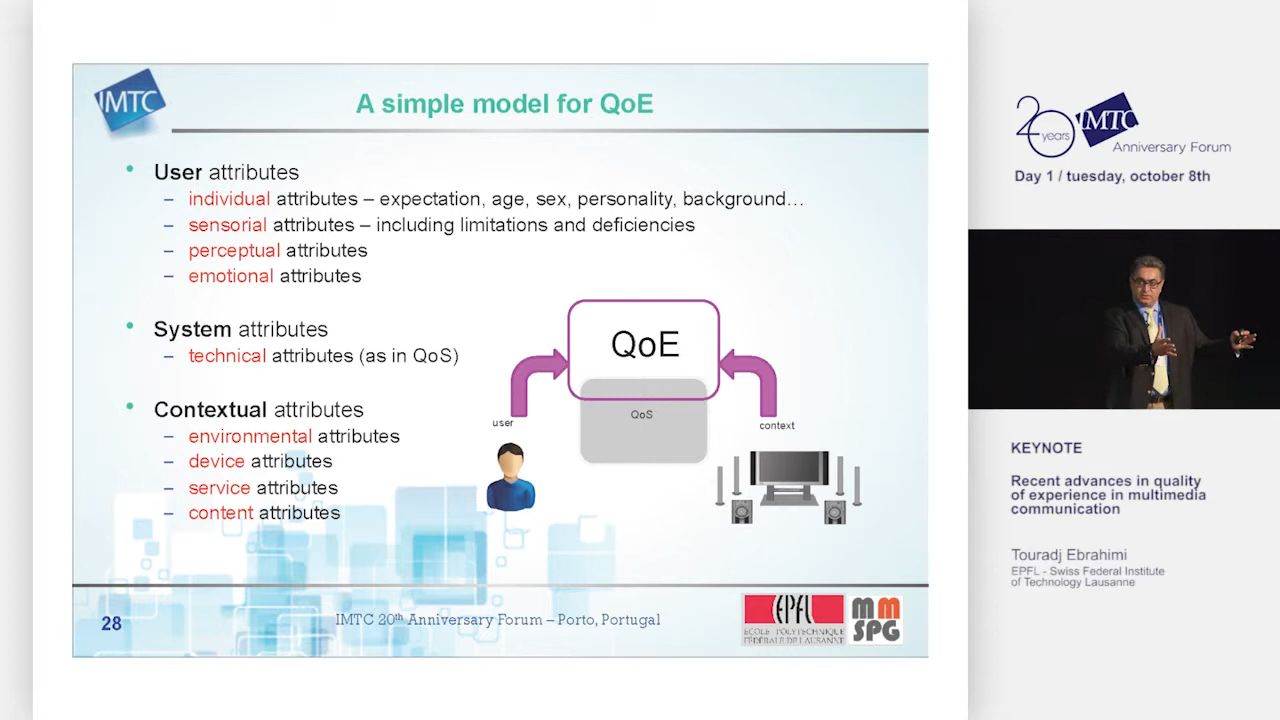 IMTC
A simple model for QoE
• User attributes
– individual attributes – expectation, age, sex, personality, background…
– sensorial attributes – including limitations and deficiencies
– perceptual attributes
– emotional attributes
• System attributes
– technical attributes (as in QoS)
• Contextual attributes
– environmental attributes
– device attributes
– service attributes
– content attributes
QoE
QoS
user
context
28
IMTC 20th Anniversary Forum – Porto, Portugal
EPFL
ECOLE POLYTECHNIQUE
FÉDÉRALE DE LAUSANNE
MM
SPG
20 years IMTC
Anniversary Forum
Day 1 / tuesday, october 8th
KEYNOTE
Recent advances in quality
of experience in multimedia
communication
Touradj Ebrahimi
EPFL - Swiss Federal Institute
of Technology Lausanne